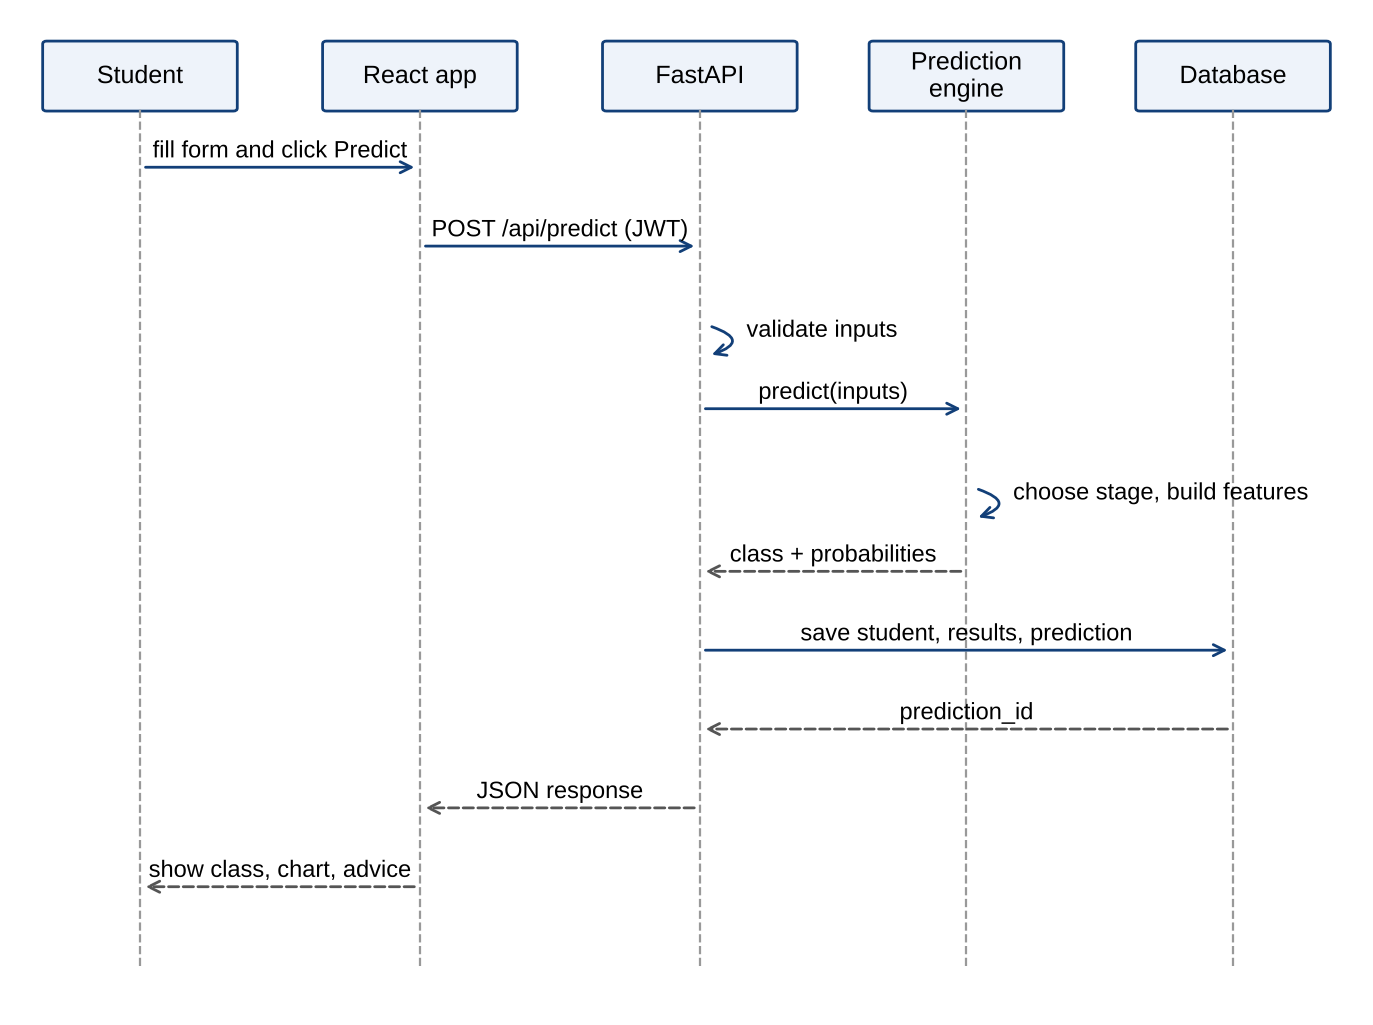 Student
React app
FastAPI
Prediction
engine
Database
fill form and click Predict
POST /api/predict (JWT)
validate inputs
predict(inputs)
choose stage, build features
class + probabilities
save student, results, prediction
prediction_id
JSON response
show class, chart, advice